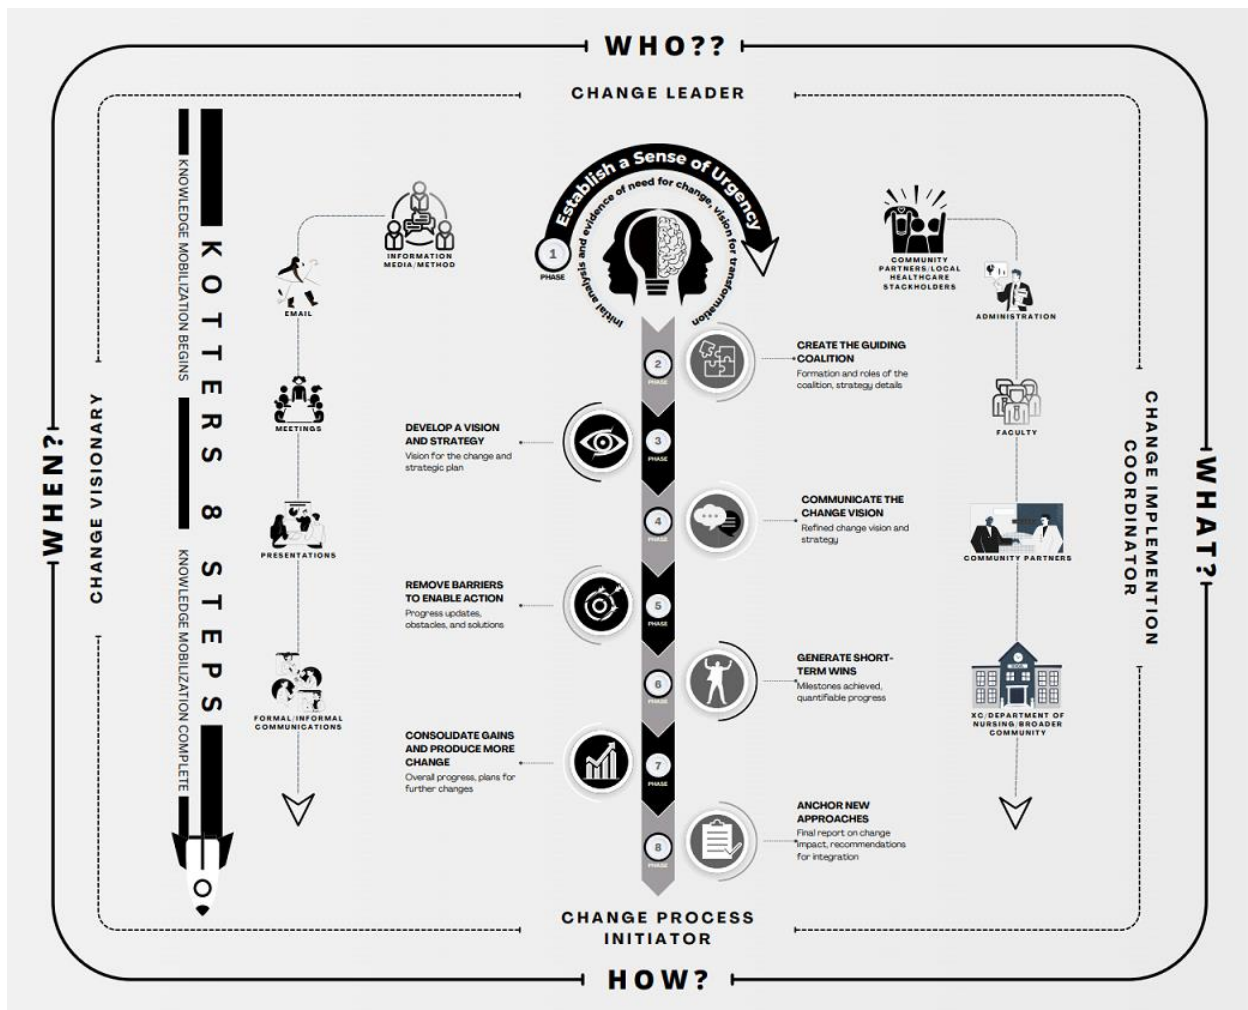 WHO??
CHANGE LEADER
WHEN?
CHANGE VISIONARY
KNOWLEDGE MOBILIZATION BEGINS
KNOWLEDGE MOBILIZATION COMPLETE
KOTTERS 8 STEPS
INFORMATION
MEDIA/METHOD
EMAIL
MEETINGS
PRESENTATIONS
FORMAL/INFORMAL
COMMUNICATIONS
Establish a Sense of Urgency
Initial analysis and evidence of need for change, vision for transformation
1
PHASE
2
PHASE
CREATE THE GUIDING
COALITION
Formation and roles of the
coalition, strategy details
DEVELOP A VISION
AND STRATEGY
Vision for the change and
strategic plan
3
PHASE
4
PHASE
COMMUNICATE THE
CHANGE VISION
Refined change vision and
strategy
REMOVE BARRIERS
TO ENABLE ACTION
Progress updates,
obstacles, and solutions
5
PHASE
6
PHASE
GENERATE SHORT-
TERM WINS
Milestones achieved,
quantifiable progress
CONSOLIDATE GAINS
AND PRODUCE MORE
CHANGE
Overall progress, plans for
further changes
7
PHASE
8
PHASE
ANCHOR NEW
APPROACHES
Final report on change
impact, recommendations
for integration
COMMUNITY
PARTNERS/LOCAL
HEALTHCARE
STACKHOLDERS
ADMINISTRATION
FACULTY
COMMUNITY PARTNERS
XC/DEPARTMENT OF
NURSING/BROADER
COMMUNITY
CHANGE IMPLEMENTION
COORDINATOR
WHAT?
CHANGE PROCESS
INITIATOR
HOW?